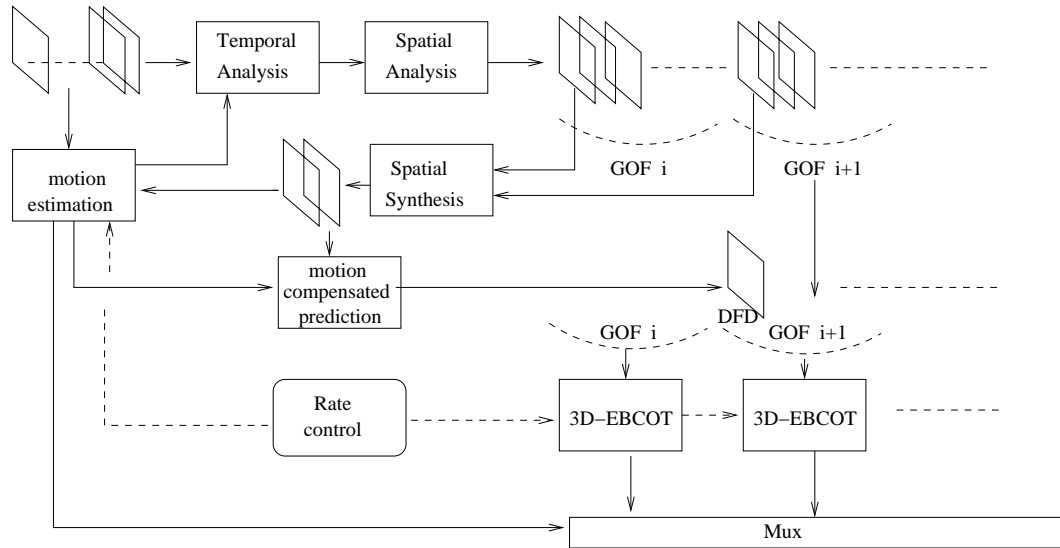 Temporal
Analysis
Spatial
Analysis
motion
estimation
Spatial
Synthesis
GOF i
GOF i+1
motion
compensated
prediction
DFD
GOF i
GOF i+1
Rate
control
3D−EBCOT
3D−EBCOT
Mux